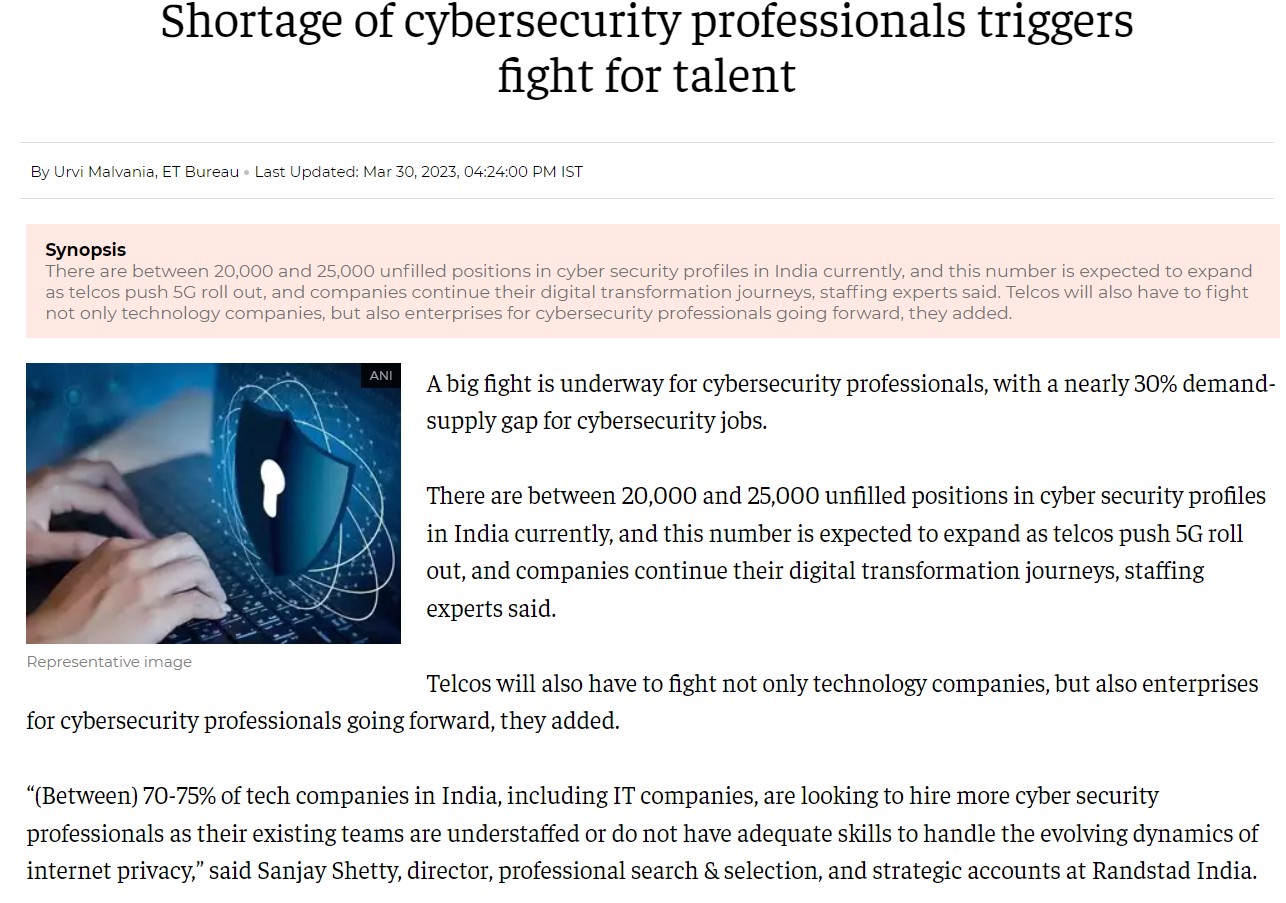 Shortage of cybersecurity professionals triggers
fight for talent
By Urvi Malvania, ET Bureau • Last Updated: Mar 30, 2023, 04:24:00 PM IST
Synopsis
There are between 20,000 and 25,000 unfilled positions in cyber security profiles in India currently, and this number is expected to expand
as telcos push 5G roll out, and companies continue their digital transformation journeys, staffing experts said. Telcos will also have to fight
not only technology companies, but also enterprises for cybersecurity professionals going forward, they added.
ANI
Representative image
A big fight is underway for cybersecurity professionals, with a nearly 30% demand-
supply gap for cybersecurity jobs.
There are between 20,000 and 25,000 unfilled positions in cyber security profiles
in India currently, and this number is expected to expand as telcos push 5G roll
out, and companies continue their digital transformation journeys, staffing
experts said.
Telcos will also have to fight not only technology companies, but also enterprises
for cybersecurity professionals going forward, they added.
“(Between) 70-75% of tech companies in India, including IT companies, are looking to hire more cyber security
professionals as their existing teams are understaffed or do not have adequate skills to handle the evolving dynamics of
internet privacy,” said Sanjay Shetty, director, professional search & selection, and strategic accounts at Randstad India.